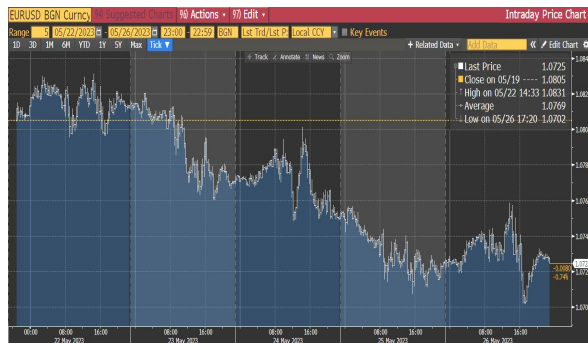 EURUSD BGN Curncy 94) Suggested Charts 96) Actions 97) Edit Intraday Price Chart
Range 5 05/22/2023 - 05/26/2023 23:00 - 22:59 BGN Lst Trd/Lst P Local CCY Key Events
1D 3D 1M 6M YTD 1Y 5Y Max Tick + Related Data Add Data « Edit Chart
+ Track Annotate News Zoom
Last Price 1.0725
Close on 05/19 ---- 1.0805
High on 05/22 14:33 1.0831
Average 1.0769
Low on 05/26 17:20 1.0702
1.084
1.082
1.080
1.078
1.076
1.074
1.072
-0.0080
-0.74%
1.070
00:00 08:00 16:00 08:00 16:00 08:00 16:00 08:00 16:00 08:00 16:00
22 May 2023 23 May 2023 24 May 2023 25 May 2023 26 May 2023